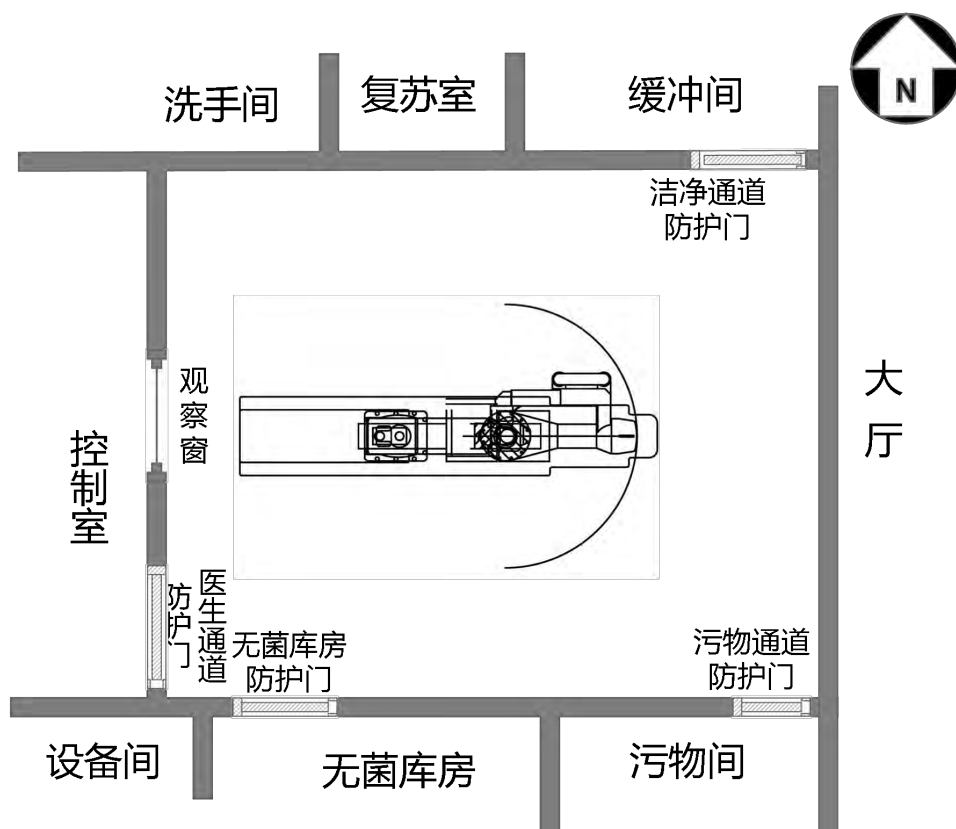 洗手间
复苏室
缓冲间
N
洁净通道
防护门
观察窗
大厅
控制室
医生通道
防护门
无菌库房
防护门
污物通道
防护门
设备间
无菌库房
污物间